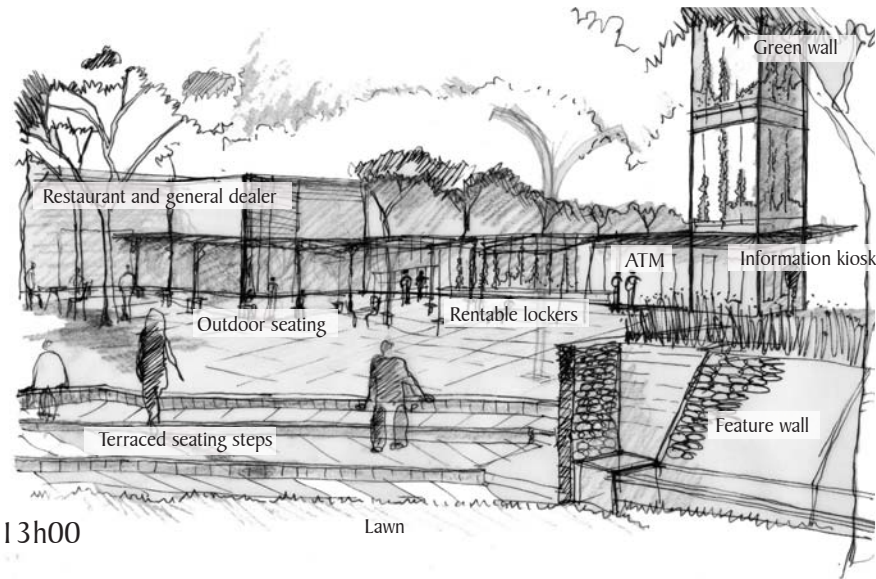 Green wall
Restaurant and general dealer
ATM
Information kiosk
Outdoor seating
Rentable lockers
Terraced seating steps
Feature wall
13h00
Lawn